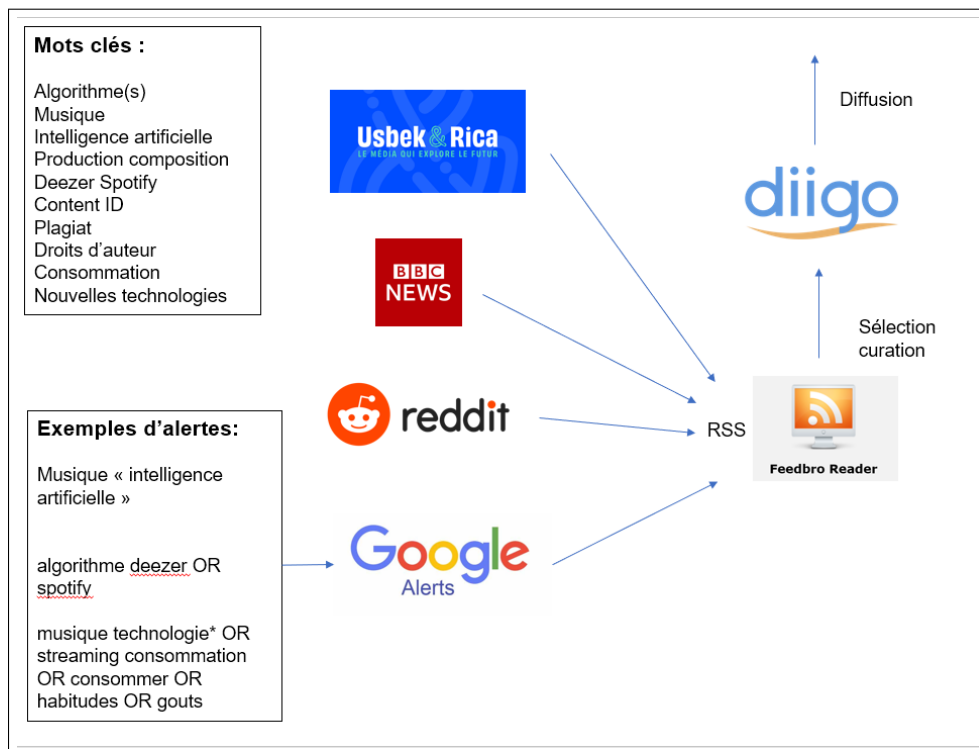 Mots clés :
Algorithme(s)
Musique
Intelligence artificielle
Production composition
Deezer Spotify
Content ID
Plagiat
Droits d'auteur
Consommation
Nouvelles technologies
Exemples d'alertes:
Musique « intelligence
artificielle »
algorithme deezer OR
spotify
musique technologie* OR
streaming consommation
OR consommer OR
habitudes OR gouts
Usbek & Rica
LE MÉDIA QUI EXPLORE LE FUTUR
BBC
NEWS
reddit
Google
Alerts
RSS
Diffusion
diigo
Sélection
curation
Feedbro Reader